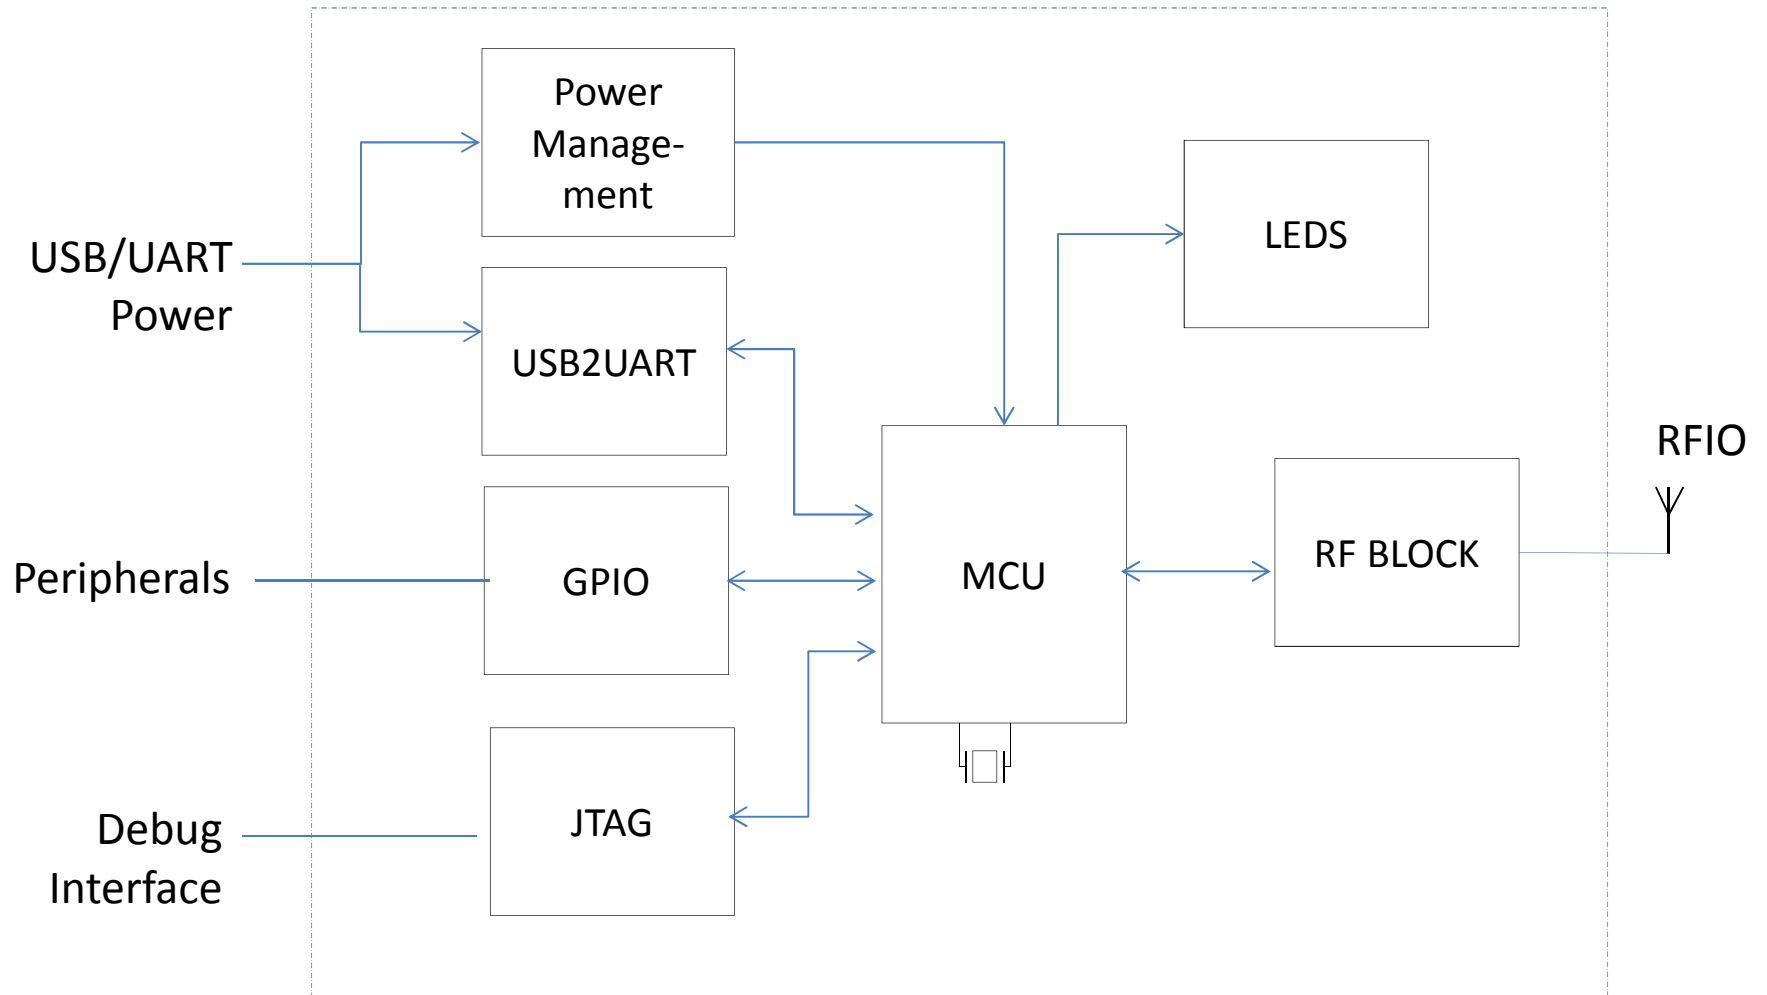 Power
Manage-
ment
LEDS
USB/UART
Power
USB2UART
RFIO
Peripherals
GPIO
MCU
RF BLOCK
JTAG
Debug
Interface